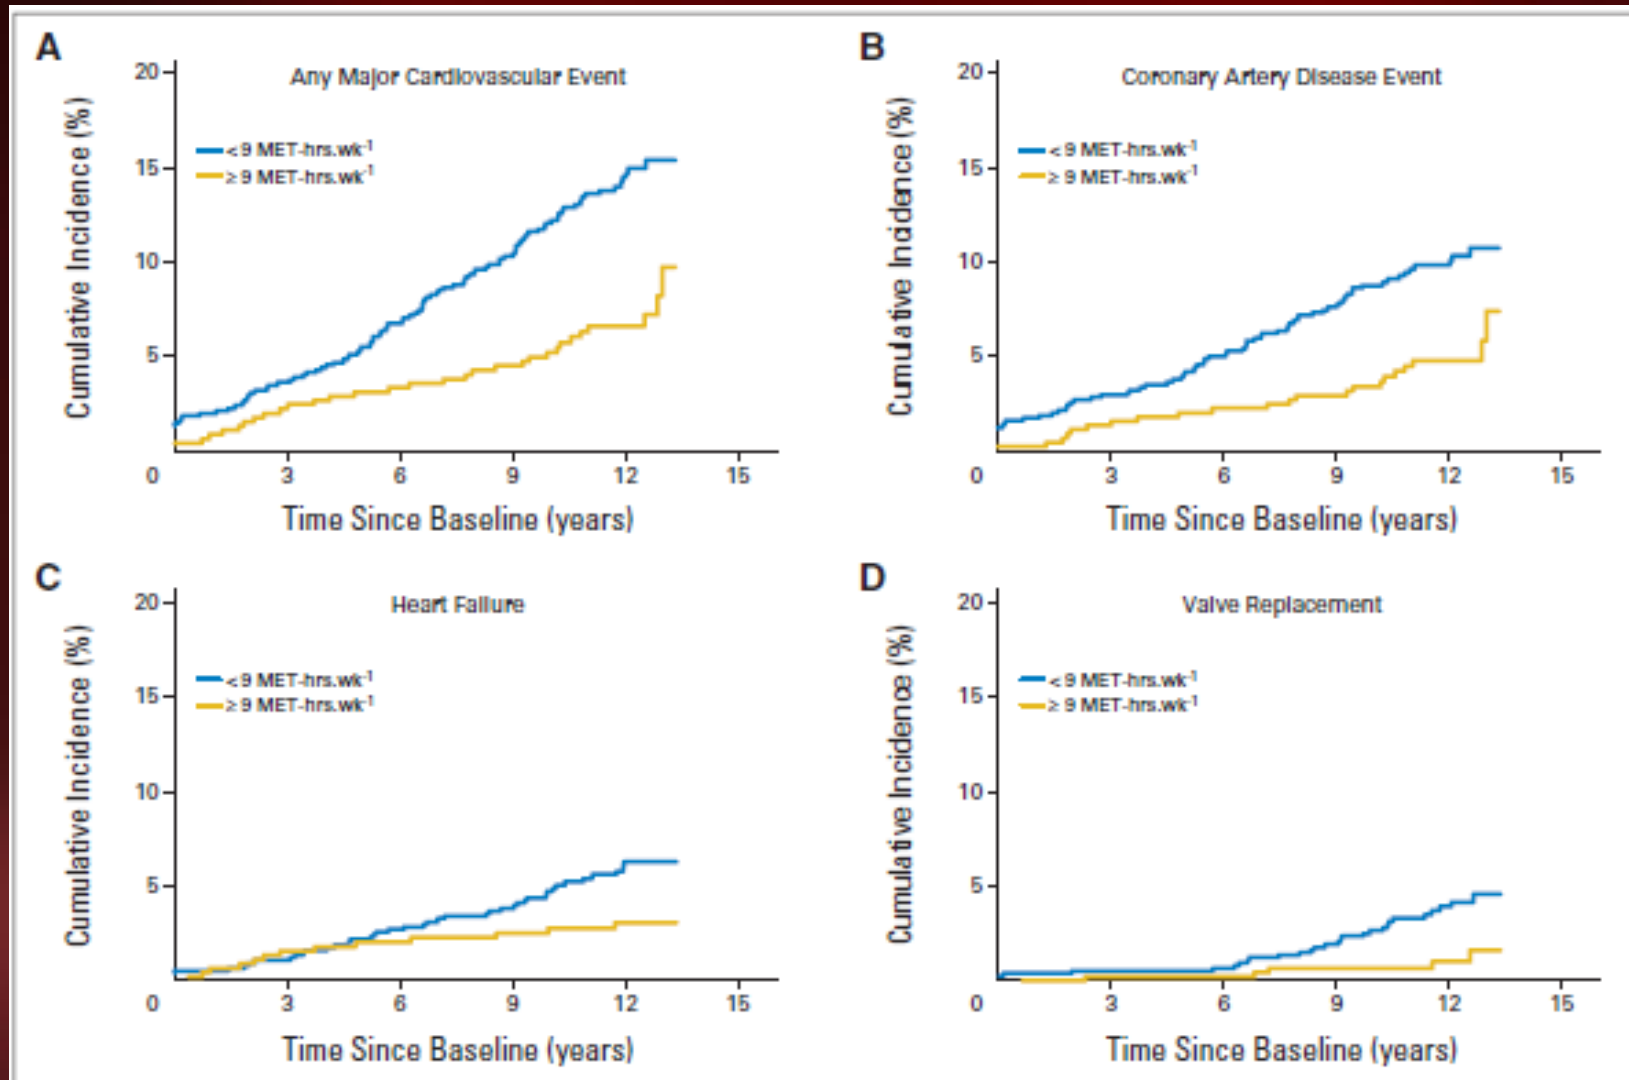 A
Any Major Cardiovascular Event
Cumulative Incidence (%)
20
15
10
5
0
3
6
9
12
15
< 9 MET-hrs.wk⁻¹
≥ 9 MET-hrs.wk⁻¹
Time Since Baseline (years)
B
Coronary Artery Disease Event
Cumulative Incidence (%)
20
15
10
5
0
3
6
9
12
15
< 9 MET-hrs.wk⁻¹
≥ 9 MET-hrs.wk⁻¹
Time Since Baseline (years)
C
Heart Failure
Cumulative Incidence (%)
20
15
10
5
0
3
6
9
12
15
< 9 MET-hrs.wk⁻¹
≥ 9 MET-hrs.wk⁻¹
Time Since Baseline (years)
D
Valve Replacement
Cumulative Incidence (%)
20
15
10
5
0
3
6
9
12
15
< 9 MET-hrs.wk⁻¹
≥ 9 MET-hrs.wk⁻¹
Time Since Baseline (years)